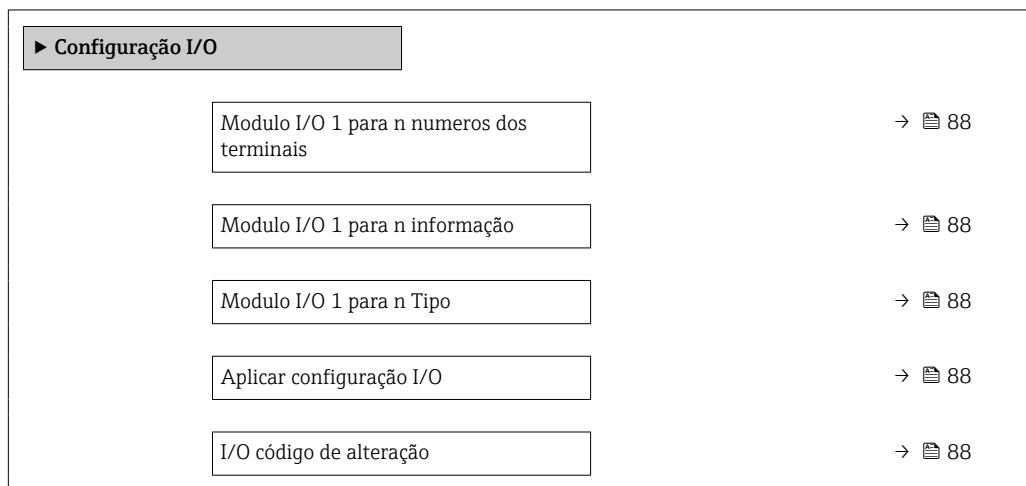 ▶ Configuração I/O
Modulo I/O 1 para n numeros dos
terminais
→ 88
Modulo I/O 1 para n informação
→ 88
Modulo I/O 1 para n Tipo
→ 88
Aplicar configuração I/O
→ 88
I/O código de alteração
→ 88